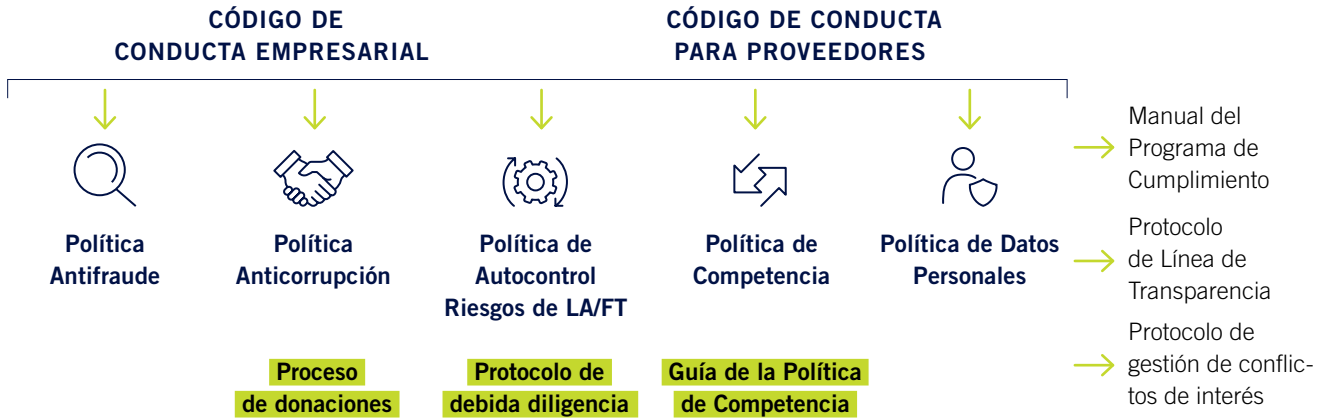 CÓDIGO DE
CONDUCTA EMPRESARIAL
CÓDIGO DE CONDUCTA
PARA PROVEEDORES
Política
Antifraude
Política
Anticorrupción
Política de
Autocontrol
Riesgos de LA/FT
Política de
Competencia
Política de Datos
Personales
Proceso
de donaciones
Protocolo de
debida diligencia
Guía de la Política
de Competencia
Manual del
Programa de
Cumplimiento
Protocolo
de Línea de
Transparencia
Protocolo de
gestión de conflic-
tos de interés